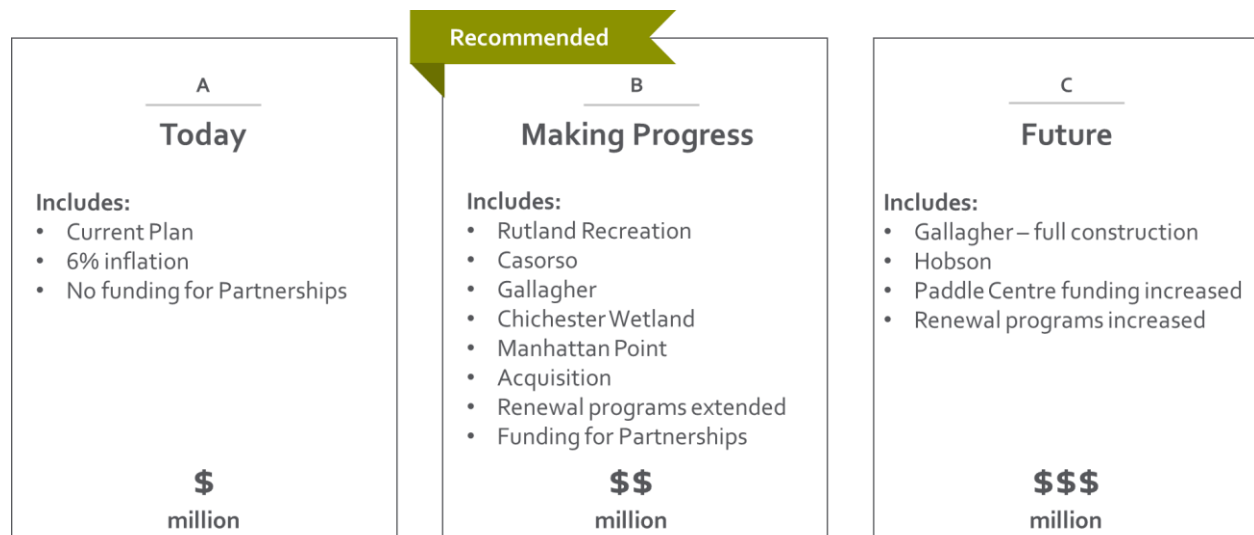 Recommended
A
Today
Includes:
• Current Plan
• 6% inflation
• No funding for Partnerships
$
million
B
Making Progress
Includes:
• Rutland Recreation
• Casorso
• Gallagher
• Chichester Wetland
• Manhattan Point
• Acquisition
• Renewal programs extended
• Funding for Partnerships
$$
million
C
Future
Includes:
• Gallagher – full construction
• Hobson
• Paddle Centre funding increased
• Renewal programs increased
$$$
million